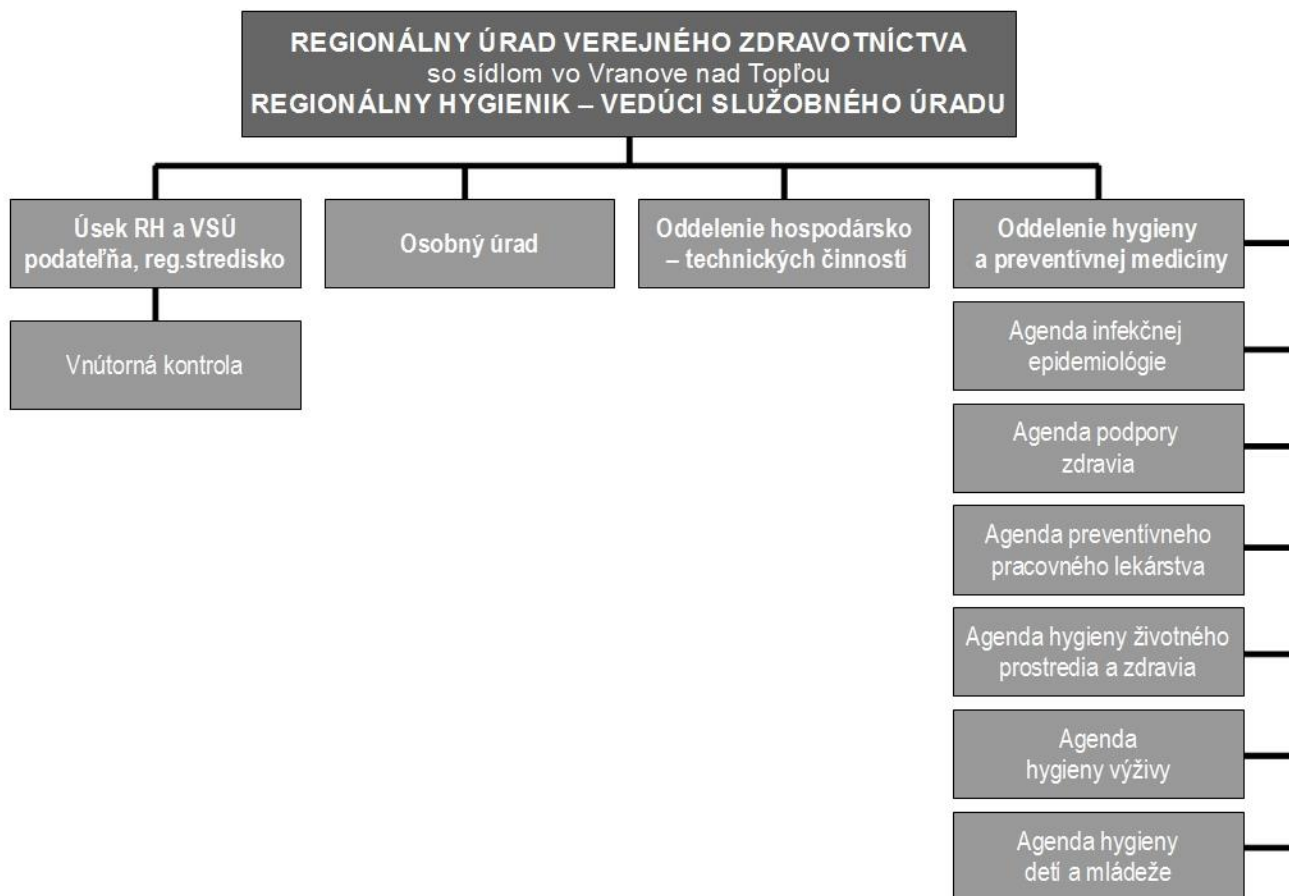 REGIONÁLNY ÚRAD VEREJNÉHO ZDRAVOTNÍCTVA
so sídlom vo Vranove nad Topľou
REGIONÁLNY HYGIENIK – VEDÚCI SLUŽOBNÉHO ÚRADU
Úsek RH a VSÚ
podateľňa, reg.stredisko
Osobný úrad
Oddelenie hospodársko
– technických činností
Oddelenie hygieny
a preventívnej medicíny
Vnútorná kontrola
Agenda infekčnej
epidemiológie
Agenda podpory
zdravia
Agenda preventívneho
pracovného lekárstva
Agenda hygieny životného
prostredia a zdravia
Agenda
hygieny výživy
Agenda hygieny
detí a mládeže